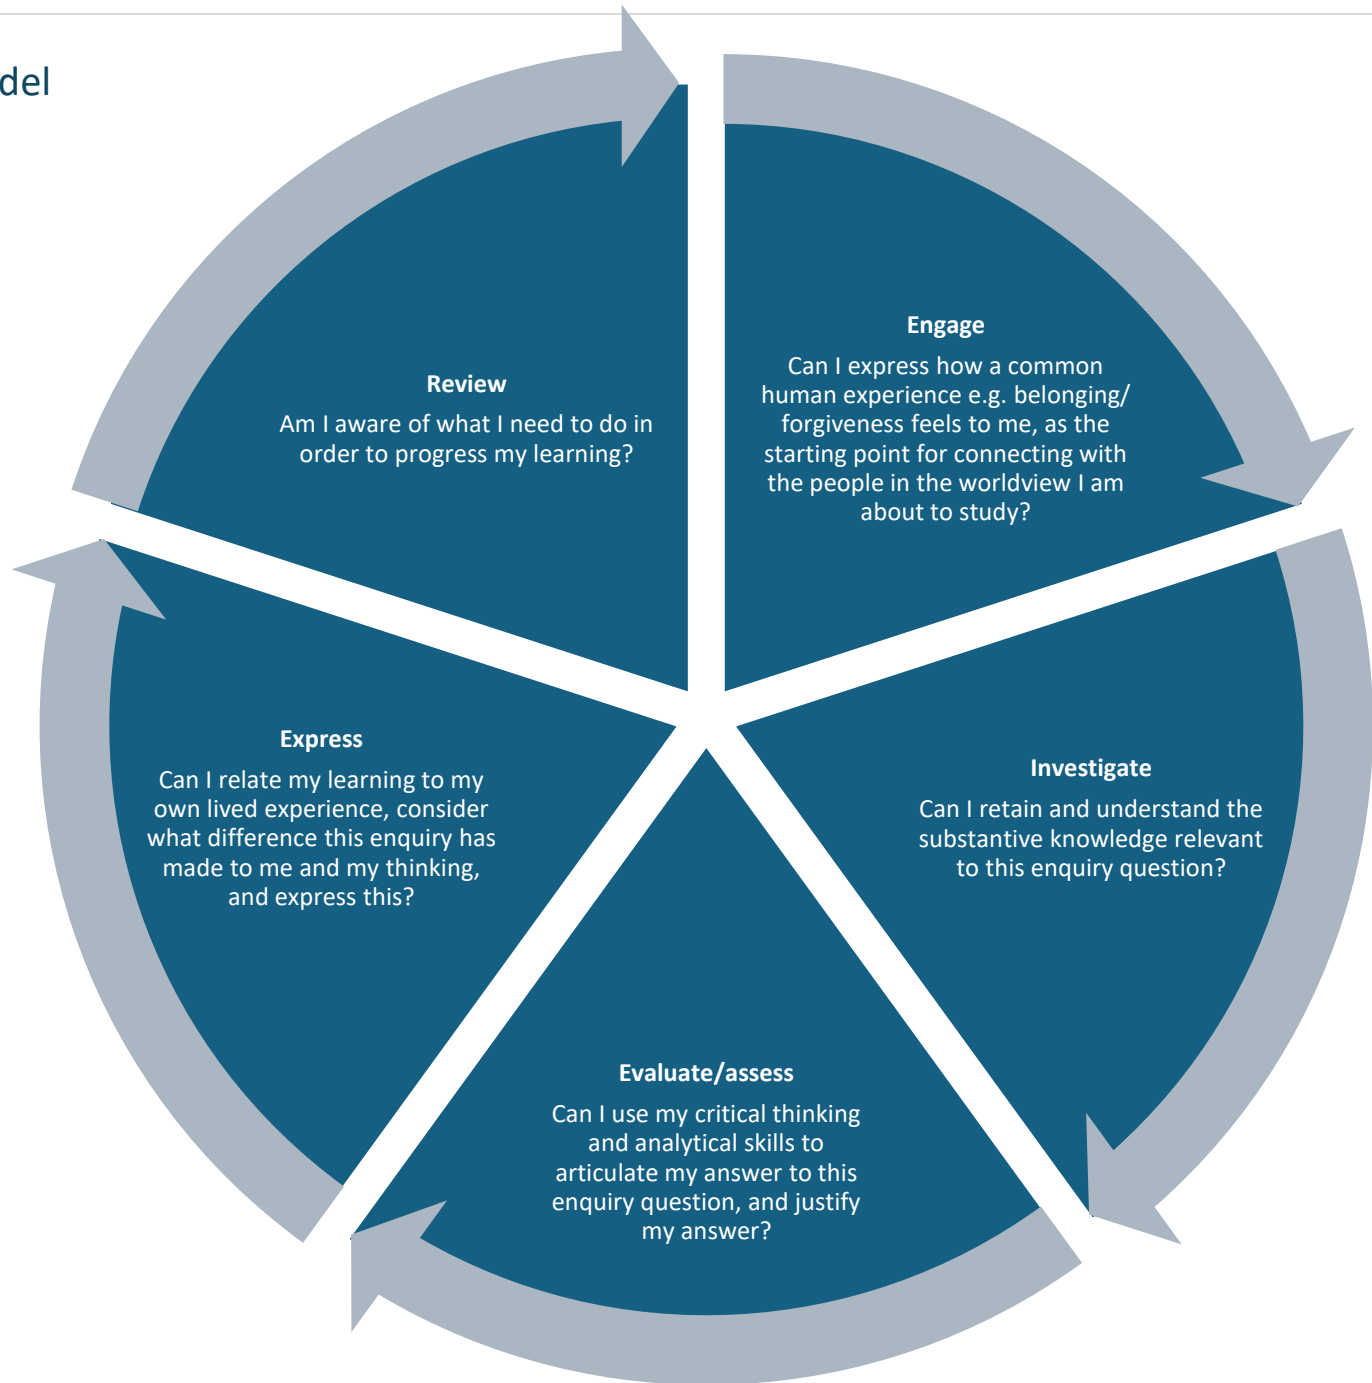 del
Engage
Can I express how a common
human experience e.g. belonging/
forgiveness feels to me, as the
starting point for connecting with
the people in the worldview I am
about to study?
Investigate
Can I retain and understand the
substantive knowledge relevant
to this enquiry question?
Evaluate/assess
Can I use my critical thinking
and analytical skills to
articulate my answer to this
enquiry question, and justify
my answer?
Express
Can I relate my learning to my
own lived experience, consider
what difference this enquiry has
made to me and my thinking,
and express this?
Review
Am I aware of what I need to do in
order to progress my learning?